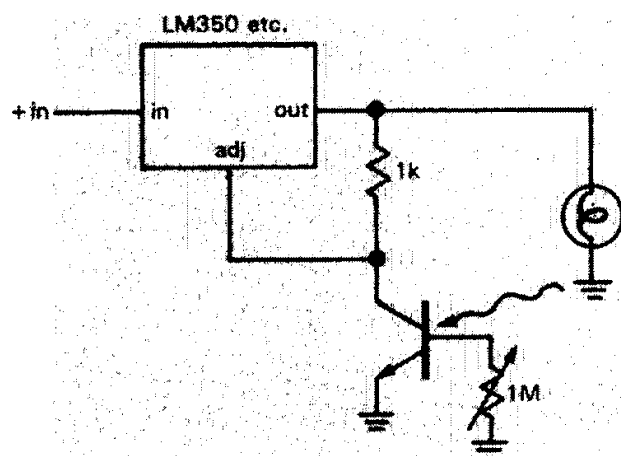 LM350 etc.
+in
in
out
adj
1k
1M